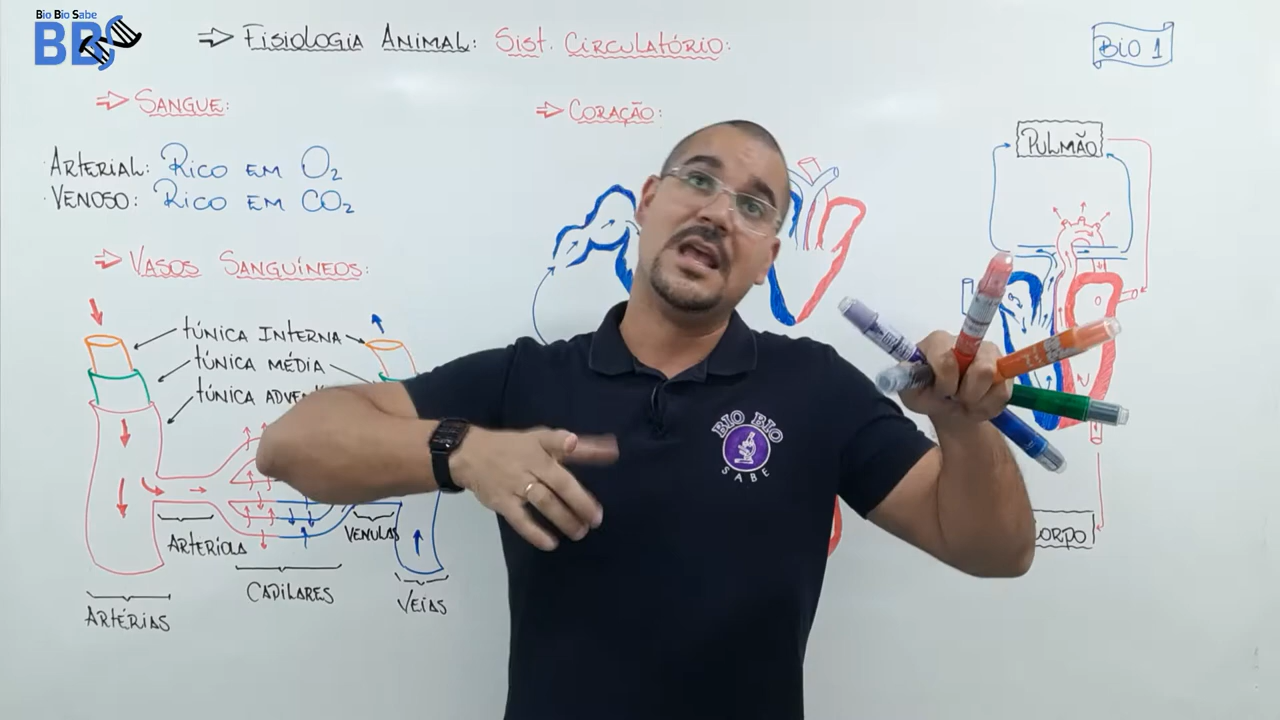 Bio Bio Sabe
BBS
⇒ FISIOLOGIA ANIMAL: SIST. CIRCULATÓRIO:
BIO 1
⇒ SANGUE:
⇒ CORAÇÃO:
· ARTERIAL: RICO EM O₂
· VENOSO: RICO EM CO₂
PULMÃO
⇒ VASOS SANGUÍNEOS:
TÚNICA INTERNA
TÚNICA MÉDIA
TÚNICA ADVEN
BIO BIO
SABE
ARTERÍOLA
VENULAS
ORPO
CAPILARES
ARTÉRIAS
VEIAS